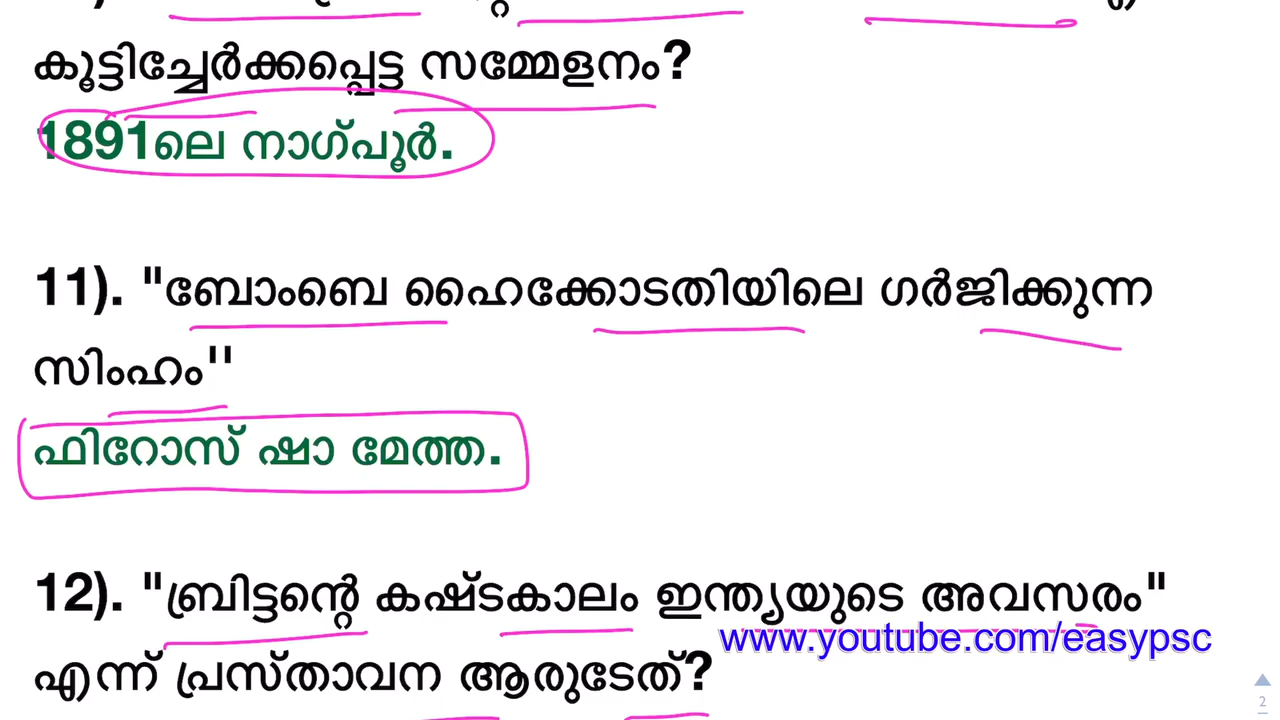 കൂട്ടിച്ചേർക്കപ്പെട്ട സമ്മേളനം?
1891ലെ നാഗ്പൂർ.
11). "ബോംബെ ഹൈക്കോടതിയിലെ ഗർജിക്കുന്ന
സിംഹം''
ഫിറോസ് ഷാ മേത്ത.
12). "ബ്രിട്ടന്റെ കഷ്ടകാലം ഇന്ത്യയുടെ അവസരം"
www.youtube.com/easypsc
എന്ന് പ്രസ്താവന ആരുടേത്?
2